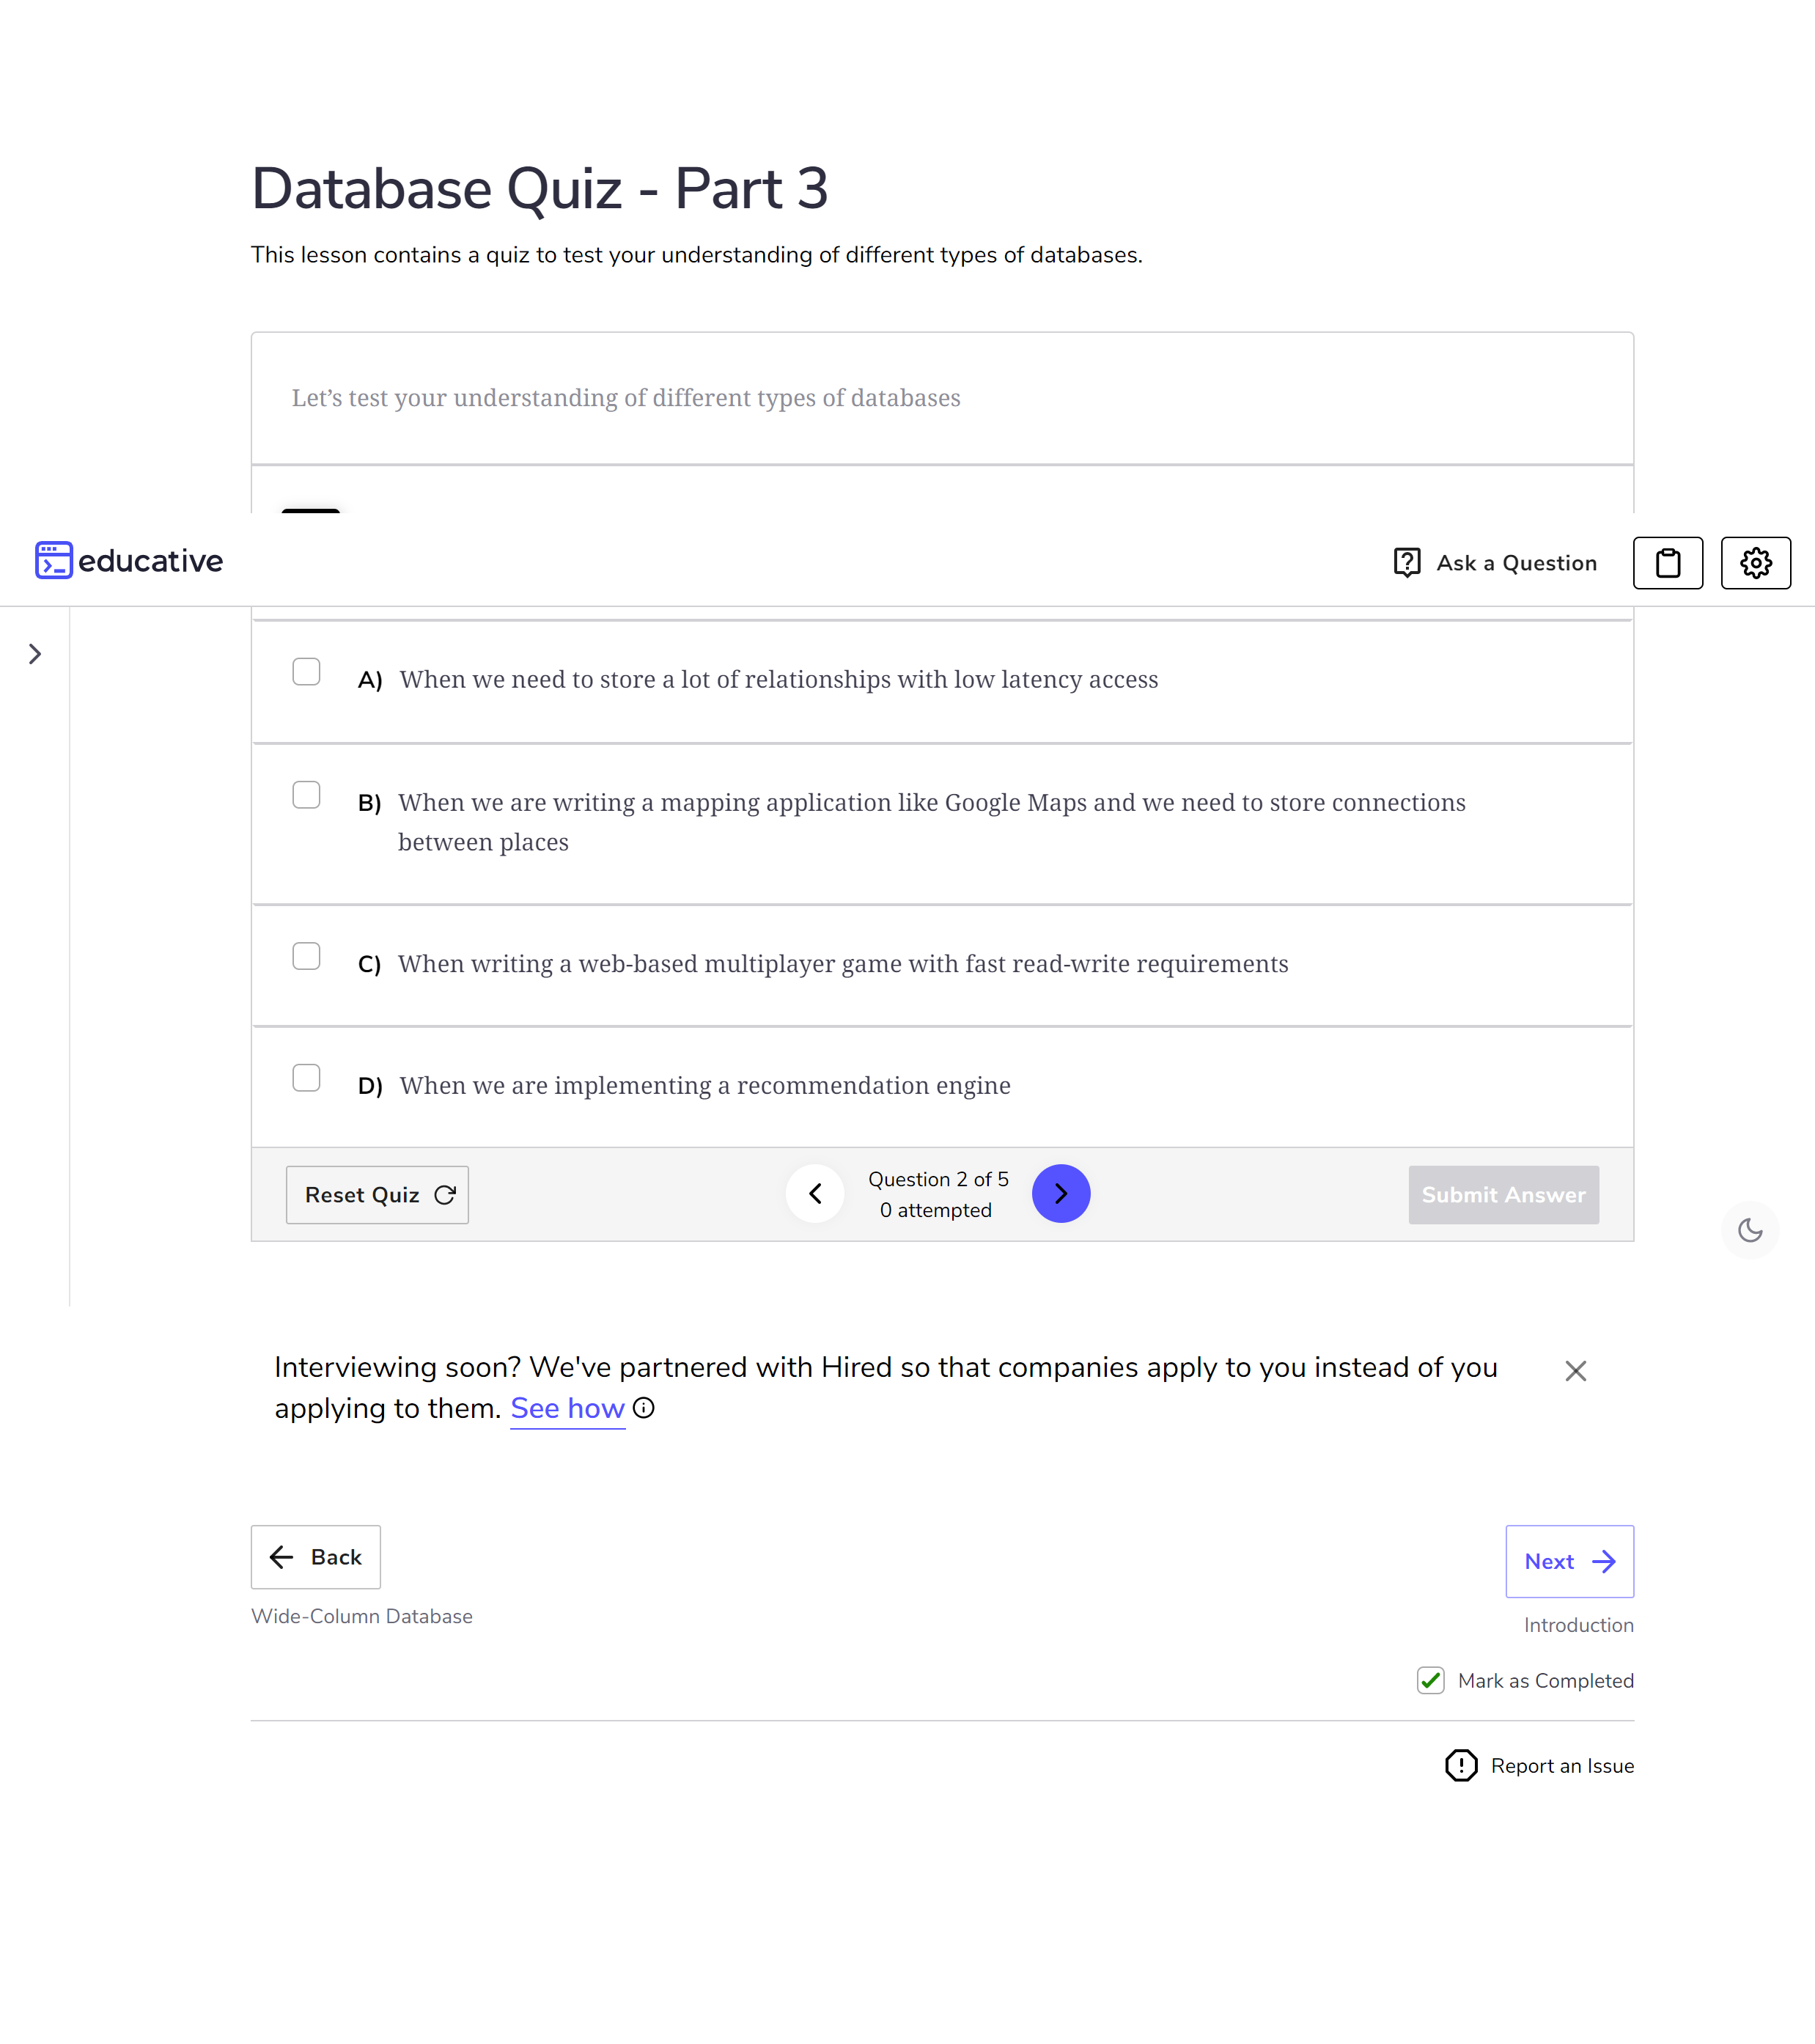 Database Quiz - Part 3
This lesson contains a quiz to test your understanding of different types of databases.
Let’s test your understanding of different types of databases
educative
Ask a Question
A) When we need to store a lot of relationships with low latency access
B) When we are writing a mapping application like Google Maps and we need to store connections
between places
C) When writing a web-based multiplayer game with fast read-write requirements
D) When we are implementing a recommendation engine
Reset Quiz
Question 2 of 5
0 attempted
Submit Answer
Interviewing soon? We've partnered with Hired so that companies apply to you instead of you
applying to them. See how
Back
Wide-Column Database
Next
Introduction
Mark as Completed
Report an Issue